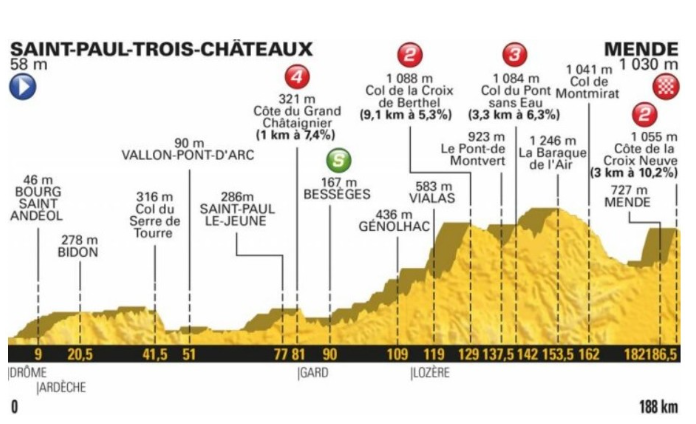 SAINT-PAUL-TROIS-CHÂTEAUX
58 m
MENDE
1 030 m
46 m
BOURG
SAINT
ANDÉOL
278 m
BIDON
316 m
Col du
Serre de
Tourre
90 m
VALLON-PONT-D'ARC
286m
SAINT-PAUL
LE-JEUNE
4
321 m
Côte du Grand
Châtaignier
(1 km à 7,4%)
S
167 m
BESSÈGES
436 m
GÉNOLHAC
583 m
VIALAS
2
1 088 m
Col de la Croix
de Berthel
(9,1 km à 5,3%)
923 m
Le Pont-de
Montvert
3
1 084 m
Col du Pont
sans Eau
(3,3 km à 6,3%)
1 246 m
La Baraque
de l'Air
1 041 m
Col de
Montmirat
727 m
MENDE
2
1 055 m
Côte de la
Croix Neuve
(3 km à 10,2%)
9 20,5 41,5 51 77 81 90 109 119 129 137,5 142 153,5 162 182 186,5
DRÔME
ARDÈCHE
GARD
LOZÈRE
0
188 km